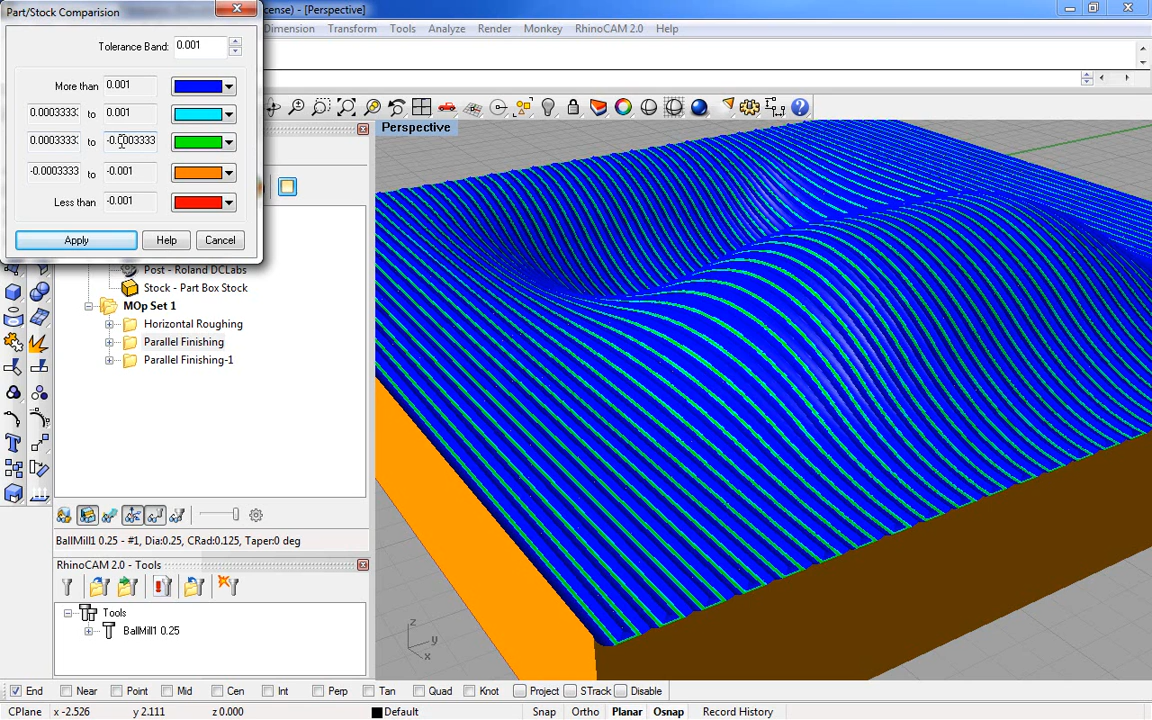 Part/Stock Comparision
ense) - [Perspective]
Dimension Transform Tools Analyze Render Monkey RhinoCAM 2.0 Help
Tolerance Band: 0.001
More than 0.001
0.0003333 to 0.001
0.0003333 to -0.0003333
-0.0003333 to -0.001
Less than -0.001
Apply Help Cancel
Perspective
Post - Roland DCLabs
Stock - Part Box Stock
MOp Set 1
Horizontal Roughing
Parallel Finishing
Parallel Finishing-1
BallMill1 0.25 - #1, Dia:0.25, CRad:0.125, Taper:0 deg
RhinoCAM 2.0 - Tools
Tools
BallMill1 0.25
z
y
x
End Near Point Mid Cen Int Perp Tan Quad Knot Project STrack Disable
CPlane x -2.526 y 2.111 z 0.000 Default Snap Ortho Planar Osnap Record History